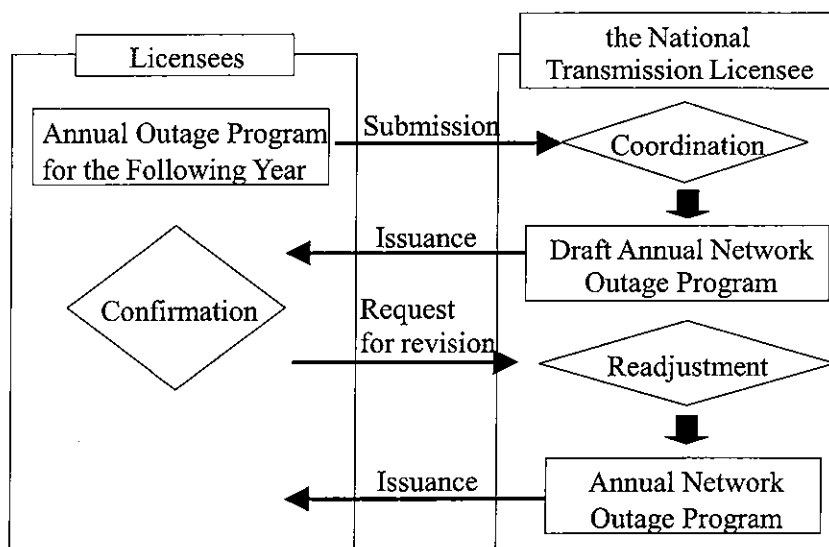 Licensees
the National
Transmission Licensee
Annual Outage Program
for the Following Year
Submission
Coordination
Issuance
Draft Annual Network
Outage Program
Confirmation
Request
for revision
Readjustment
Issuance
Annual Network
Outage Program